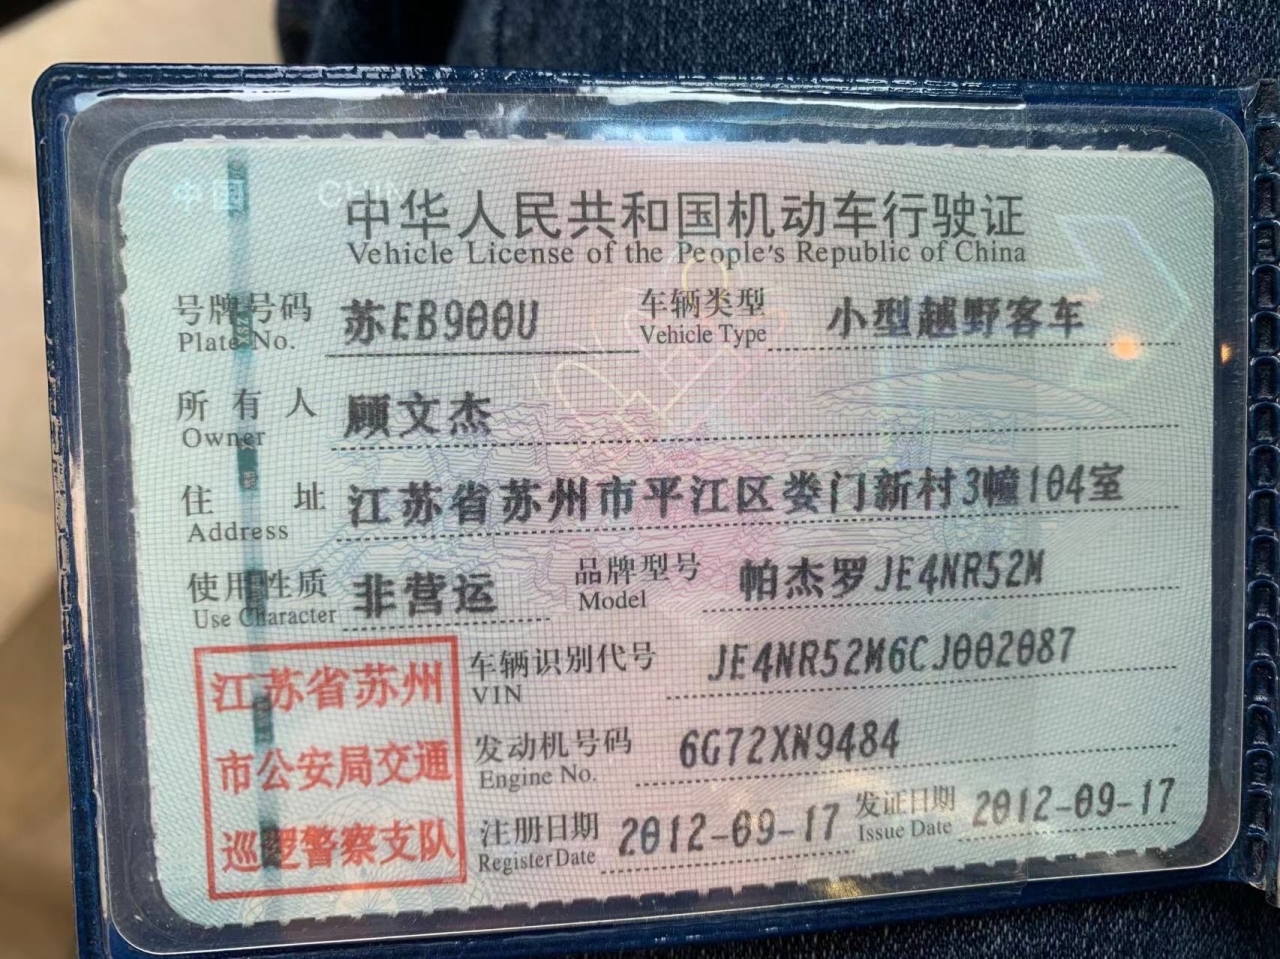 中国 CHIN
中华人民共和国机动车行驶证
Vehicle License of the People's Republic of China
号牌号码 苏EB900U 车辆类型 小型越野客车
Plate No. Vehicle Type
所有人 顾文杰
Owner
住址 江苏省苏州市平江区娄门新村3幢104室
Address
使用性质 非营运 品牌型号 帕杰罗JE4NR52M
Use Character Model
江苏省苏州 车辆识别代号 JE4NR52M6CJ002087
VIN
市公安局交通 发动机号码 6G72XN9484
Engine No.
巡逻警察支队 注册日期 2012-09-17 发证日期 2012-09-17
Register Date Issue Date